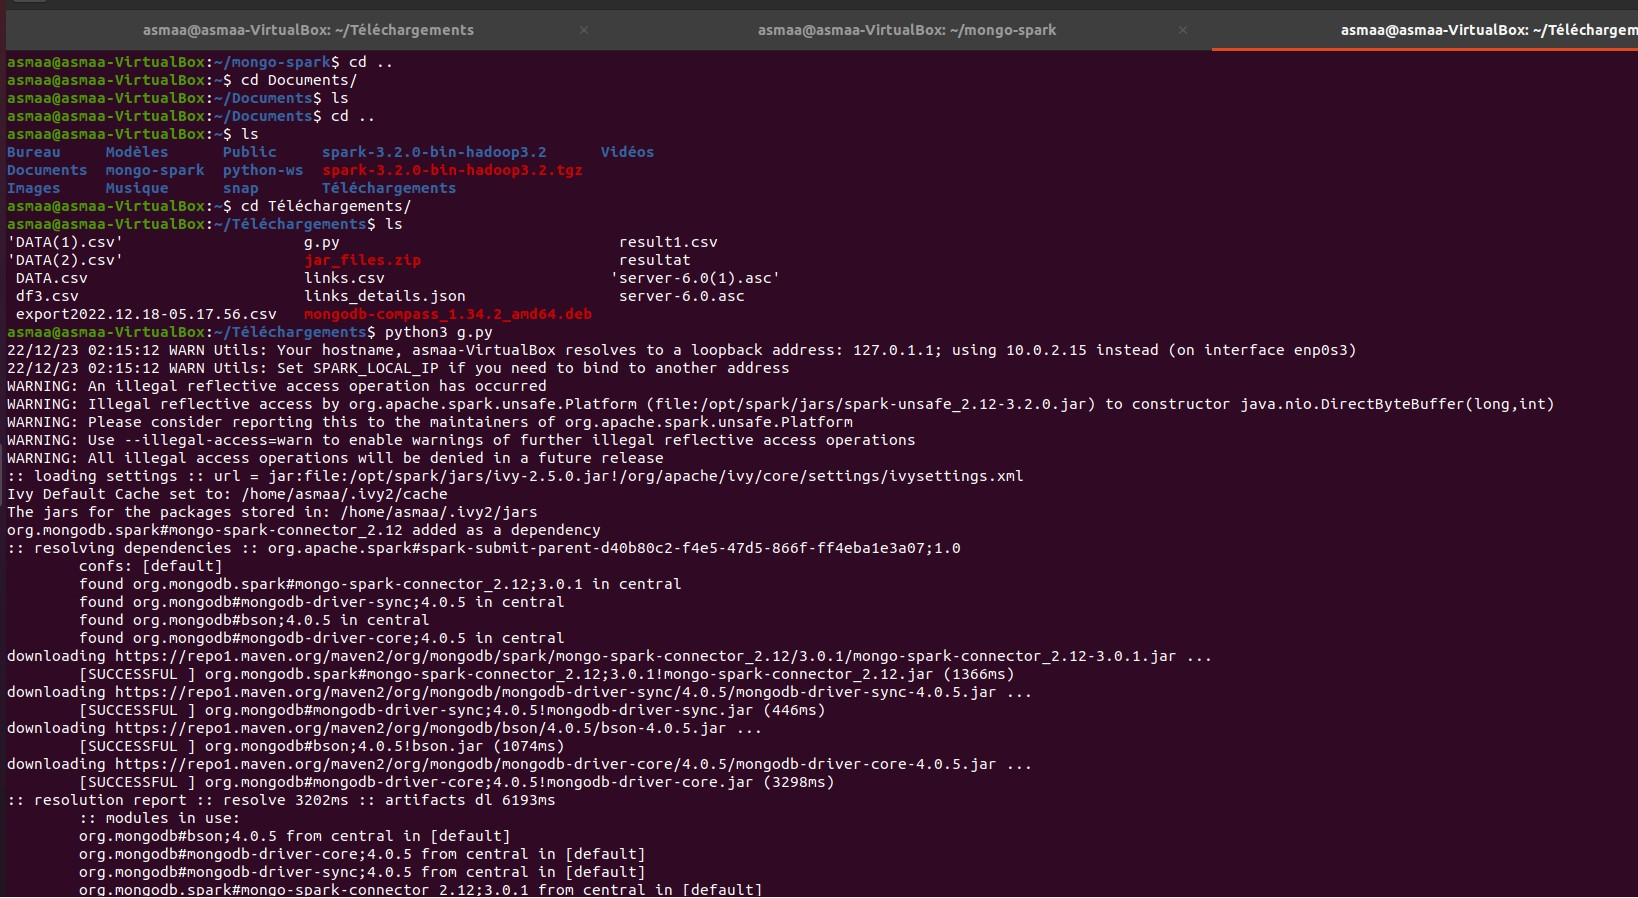 asmaa@asmaa-VirtualBox: ~/Téléchargements × asmaa@asmaa-VirtualBox: ~/mongo-spark × asmaa@asmaa-VirtualBox: ~/Téléchargem
asmaa@asmaa-VirtualBox:~/mongo-spark$ cd ..
asmaa@asmaa-VirtualBox:~$ cd Documents/
asmaa@asmaa-VirtualBox:~/Documents$ ls
asmaa@asmaa-VirtualBox:~/Documents$ cd ..
asmaa@asmaa-VirtualBox:~$ ls
Bureau Modèles Public spark-3.2.0-bin-hadoop3.2 Vidéos
Documents mongo-spark python-ws spark-3.2.0-bin-hadoop3.2.tgz
Images Musique snap Téléchargements
asmaa@asmaa-VirtualBox:~$ cd Téléchargements/
asmaa@asmaa-VirtualBox:~/Téléchargements$ ls
'DATA(1).csv' g.py result1.csv
'DATA(2).csv' jar_files.zip resultat
DATA.csv links.csv 'server-6.0(1).asc'
df3.csv links_details.json server-6.0.asc
export2022.12.18-05.17.56.csv mongodb-compass_1.34.2_amd64.deb
asmaa@asmaa-VirtualBox:~/Téléchargements$ python3 g.py
22/12/23 02:15:12 WARN Utils: Your hostname, asmaa-VirtualBox resolves to a loopback address: 127.0.1.1; using 10.0.2.15 instead (on interface enp0s3)
22/12/23 02:15:12 WARN Utils: Set SPARK_LOCAL_IP if you need to bind to another address
WARNING: An illegal reflective access operation has occurred
WARNING: Illegal reflective access by org.apache.spark.unsafe.Platform (file:/opt/spark/jars/spark-unsafe_2.12-3.2.0.jar) to constructor java.nio.DirectByteBuffer(long,int)
WARNING: Please consider reporting this to the maintainers of org.apache.spark.unsafe.Platform
WARNING: Use --illegal-access=warn to enable warnings of further illegal reflective access operations
WARNING: All illegal access operations will be denied in a future release
:: loading settings :: url = jar:file:/opt/spark/jars/ivy-2.5.0.jar!/org/apache/ivy/core/settings/ivysettings.xml
Ivy Default Cache set to: /home/asmaa/.ivy2/cache
The jars for the packages stored in: /home/asmaa/.ivy2/jars
org.mongodb.spark#mongo-spark-connector_2.12 added as a dependency
:: resolving dependencies :: org.apache.spark#spark-submit-parent-d40b80c2-f4e5-47d5-866f-ff4eba1e3a07;1.0
confs: [default]
found org.mongodb.spark#mongo-spark-connector_2.12;3.0.1 in central
found org.mongodb#mongodb-driver-sync;4.0.5 in central
found org.mongodb#bson;4.0.5 in central
found org.mongodb#mongodb-driver-core;4.0.5 in central
downloading https://repo1.maven.org/maven2/org/mongodb/spark/mongo-spark-connector_2.12/3.0.1/mongo-spark-connector_2.12-3.0.1.jar ...
[SUCCESSFUL ] org.mongodb.spark#mongo-spark-connector_2.12;3.0.1!mongo-spark-connector_2.12.jar (1366ms)
downloading https://repo1.maven.org/maven2/org/mongodb/mongodb-driver-sync/4.0.5/mongodb-driver-sync-4.0.5.jar ...
[SUCCESSFUL ] org.mongodb#mongodb-driver-sync;4.0.5!mongodb-driver-sync.jar (446ms)
downloading https://repo1.maven.org/maven2/org/mongodb/bson/4.0.5/bson-4.0.5.jar ...
[SUCCESSFUL ] org.mongodb#bson;4.0.5!bson.jar (1074ms)
downloading https://repo1.maven.org/maven2/org/mongodb/mongodb-driver-core/4.0.5/mongodb-driver-core-4.0.5.jar ...
[SUCCESSFUL ] org.mongodb#mongodb-driver-core;4.0.5!mongodb-driver-core.jar (3298ms)
:: resolution report :: resolve 3202ms :: artifacts dl 6193ms
:: modules in use:
org.mongodb#bson;4.0.5 from central in [default]
org.mongodb#mongodb-driver-core;4.0.5 from central in [default]
org.mongodb#mongodb-driver-sync;4.0.5 from central in [default]
org.mongodb.spark#mongo-spark-connector_2.12;3.0.1 from central in [default]